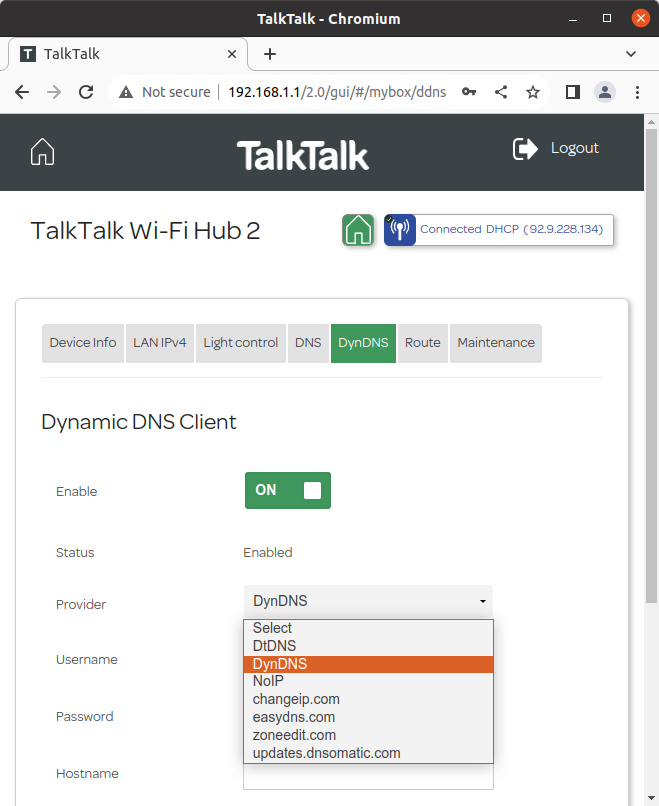 TalkTalk - Chromium
T TalkTalk
Not secure 192.168.1.1/2.0/gui/#/mybox/ddns
TalkTalk
Logout
TalkTalk Wi-Fi Hub 2
Connected DHCP (92.9.228.134)
Device Info LAN IPv4 Light control DNS DynDNS Route Maintenance
Dynamic DNS Client
Enable ON
Status Enabled
Provider DynDNS
Select
DtDNS
Username
DynDNS
NoIP
changeip.com
Password easydns.com
zoneedit.com
updates.dnsomatic.com
Hostname